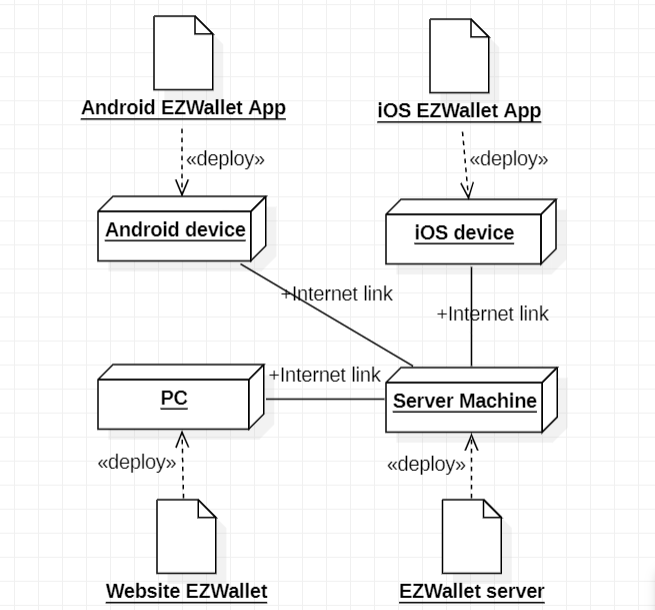 Android EZWallet App
iOS EZWallet App
«deploy»
«deploy»
Android device
iOS device
+Internet link
+Internet link
+Internet link
PC
Server Machine
«deploy»
«deploy»
Website EZWallet
EZWallet server